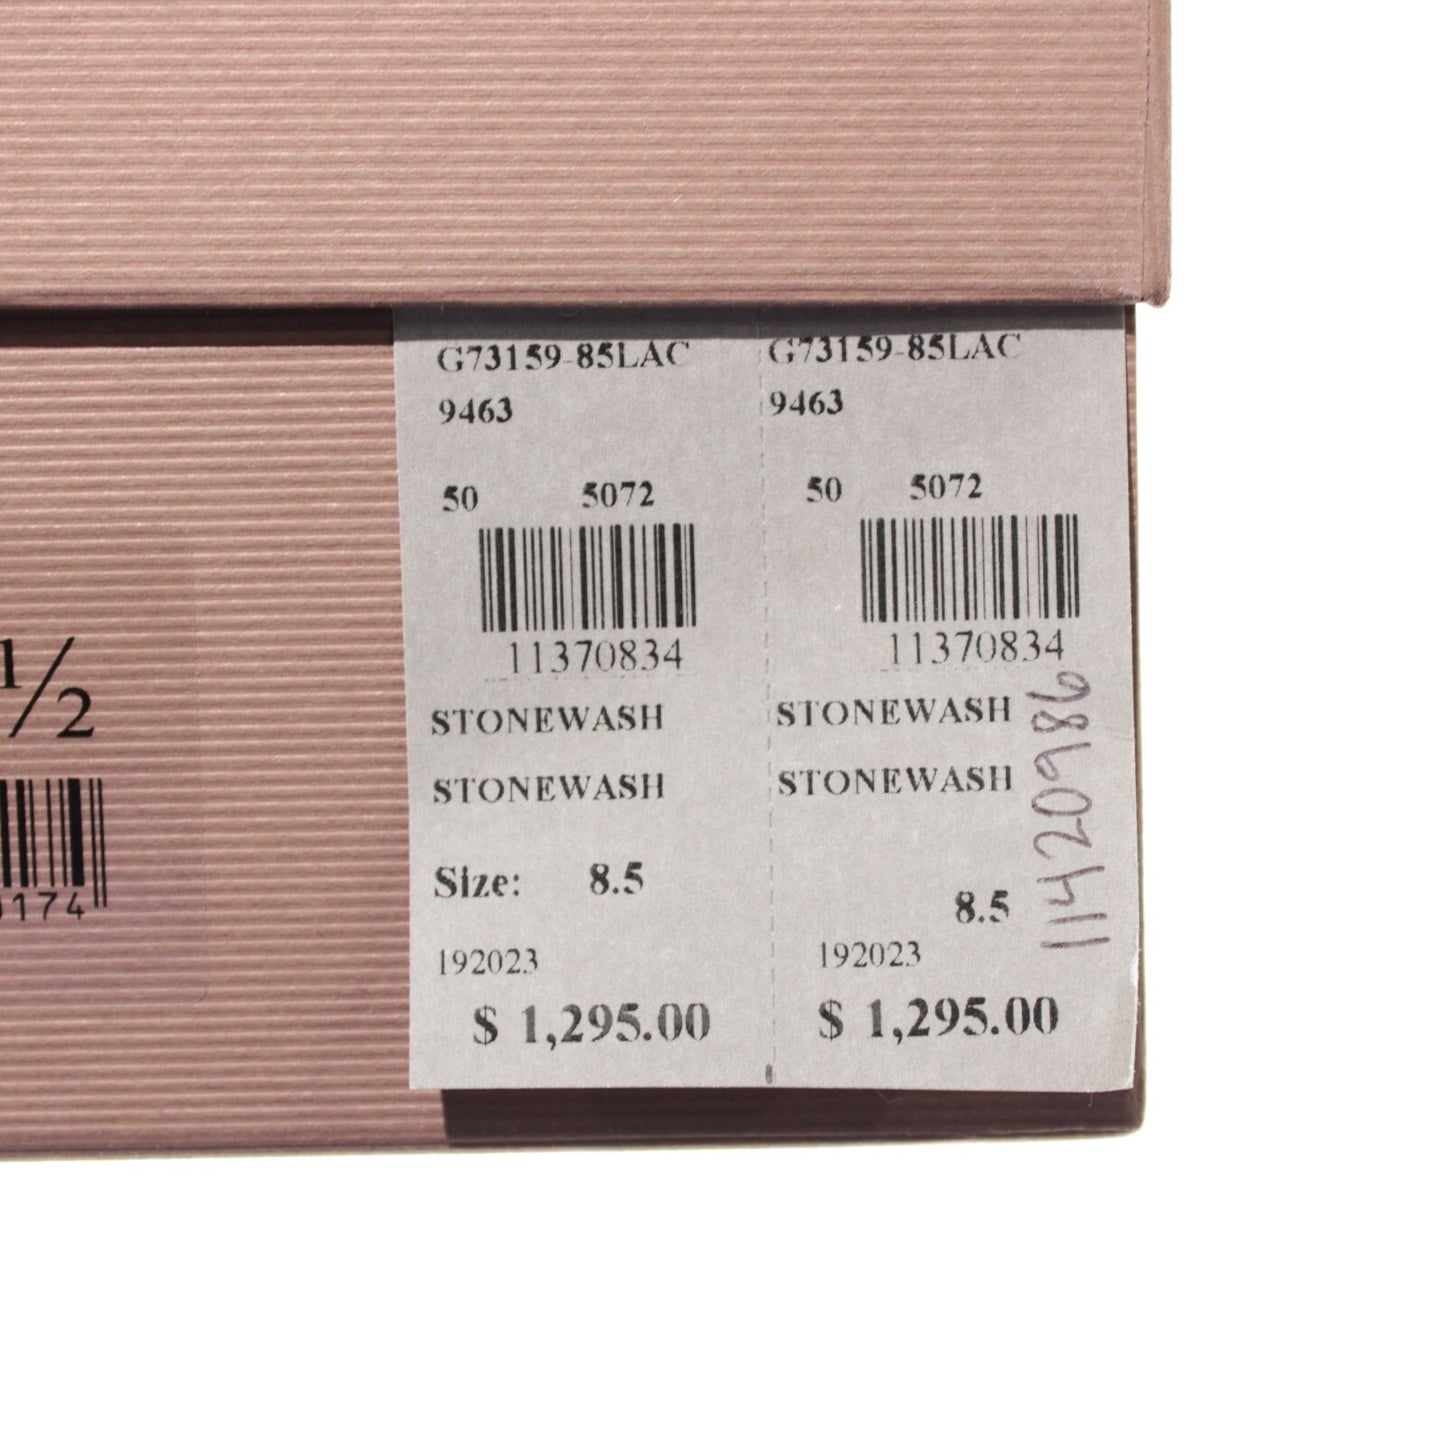 G73159-85LAC
9463
50 5072
11370834
STONEWASH
STONEWASH
Size: 8.5
192023
$ 1,295.00
G73159-85LAC
9463
50 5072
11370834
STONEWASH
STONEWASH
8.5
192023
$ 1,295.00
11420986
1/2
174